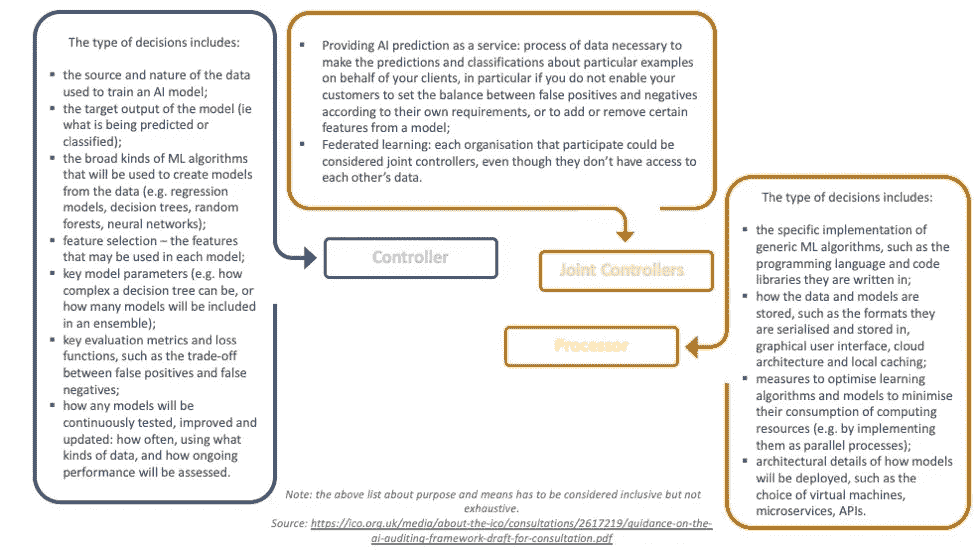 The type of decisions includes:
▪ the source and nature of the data
used to train an AI model;
▪ the target output of the model (ie
what is being predicted or
classified);
▪ the broad kinds of ML algorithms
that will be used to create models
from the data (e.g. regression
models, decision trees, random
forests, neural networks);
▪ feature selection – the features
that may be used in each model;
▪ key model parameters (e.g. how
complex a decision tree can be, or
how many models will be included
in an ensemble);
▪ key evaluation metrics and loss
functions, such as the trade-off
between false positives and false
negatives;
▪ how any models will be
continuously tested, improved and
updated: how often, using what
kinds of data, and how ongoing
performance will be assessed.
▪ Providing AI prediction as a service: process of data necessary to
make the predictions and classifications about particular examples
on behalf of your clients, in particular if you do not enable your
customers to set the balance between false positives and negatives
according to their own requirements, or to add or remove certain
features from a model;
▪ Federated learning: each organisation that participate could be
considered joint controllers, even though they don't have access to
each other's data.
Controller
Joint Controllers
Processor
The type of decisions includes:
▪ the specific implementation of
generic ML algorithms, such as the
programming language and code
libraries they are written in;
▪ how the data and models are
stored, such as the formats they
are serialised and stored in,
graphical user interface, cloud
architecture and local caching;
▪ measures to optimise learning
algorithms and models to minimise
their consumption of computing
resources (e.g. by implementing
them as parallel processes);
▪ architectural details of how models
will be deployed, such as the
choice of virtual machines,
microservices, APIs.
Note: the above list about purpose and means has to be considered inclusive but not
exhaustive.
Source: https://ico.org.uk/media/about-the-ico/consultations/2617219/guidance-on-the-
ai-auditing-framework-draft-for-consultation.pdf